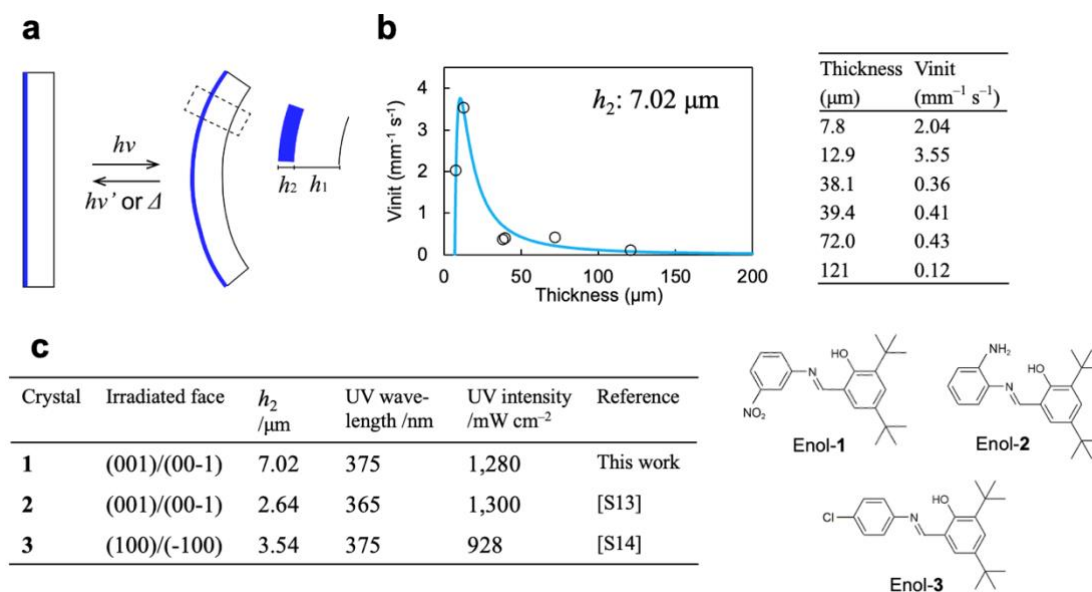 a
hν
hν' or Δ
h2 h1
b
Vinit (mm⁻¹ s⁻¹)
4
3
2
1
0
h2: 7.02 μm
0 50 100 150 200
Thickness (μm)
Thickness Vinit
(μm) (mm⁻¹ s⁻¹)
7.8 2.04
12.9 3.55
38.1 0.36
39.4 0.41
72.0 0.43
121 0.12
c
Crystal Irradiated face h2 UV wave- UV intensity Reference
/μm length /nm /mW cm⁻²
1 (001)/(00-1) 7.02 375 1,280 This work
2 (001)/(00-1) 2.64 365 1,300 [S13]
3 (100)/(-100) 3.54 375 928 [S14]
HO
N
NO2
Enol-1
NH2
HO
N
Enol-2
HO
Cl
N
Enol-3